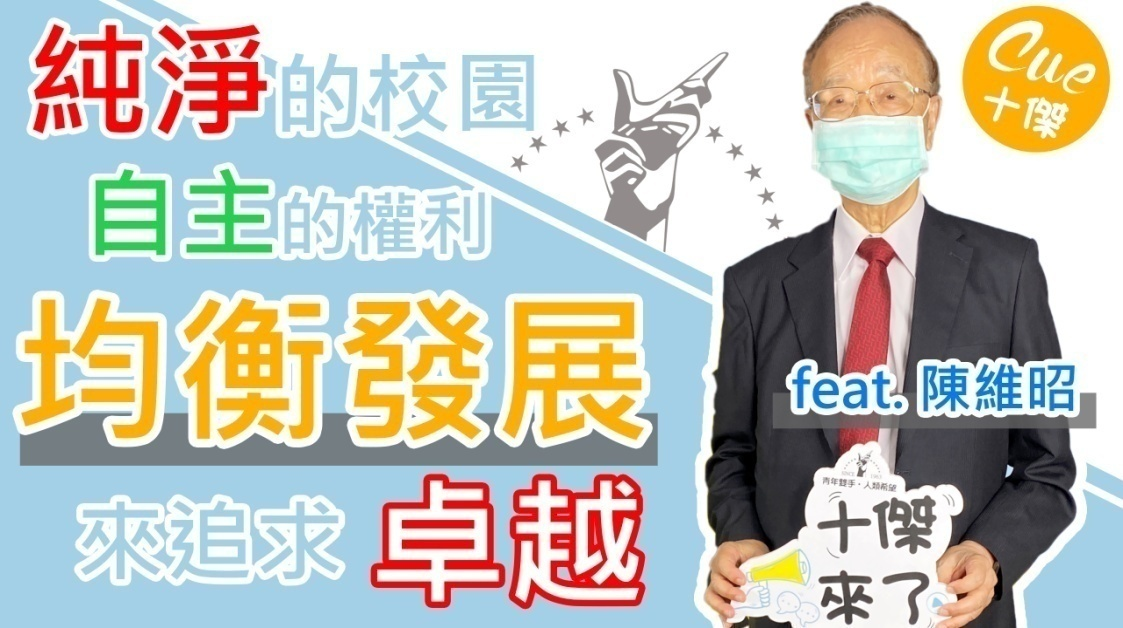 純淨的校園
自主的權利
均衡發展
來追求 卓越
Cue
十傑
feat. 陳維昭
SINCE 1963
青年雙手・人類希望
十傑
來了